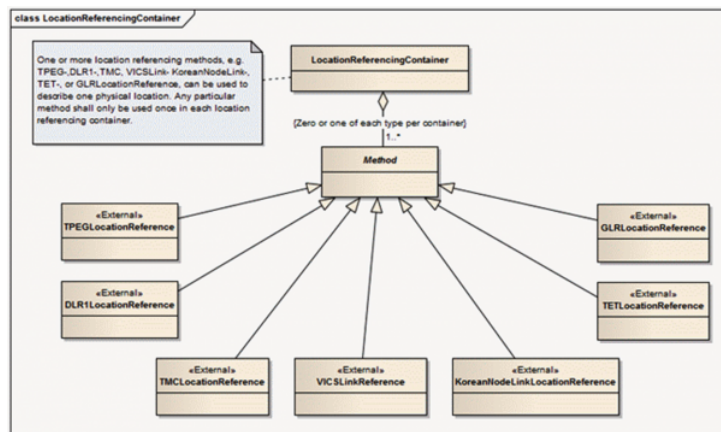 class LocationReferencingContainer
One or more location referencing methods, e.g.
TPEG-,DLR1-,TMC, VICSLink- KoreanNodeLink-,
TET-, or GLRLocationReference, can be used to
describe one physical location. Any particular
method shall only be used once in each location
referencing container.
LocationReferencingContainer
{Zero or one of each type per container}
1..*
Method
«External»
TPEGLocationReference
«External»
GLRLocationReference
«External»
DLR1LocationReference
«External»
TETLocationReference
«External»
TMCLocationReference
«External»
VICSLinkReference
«External»
KoreanNodeLinkLocationReference